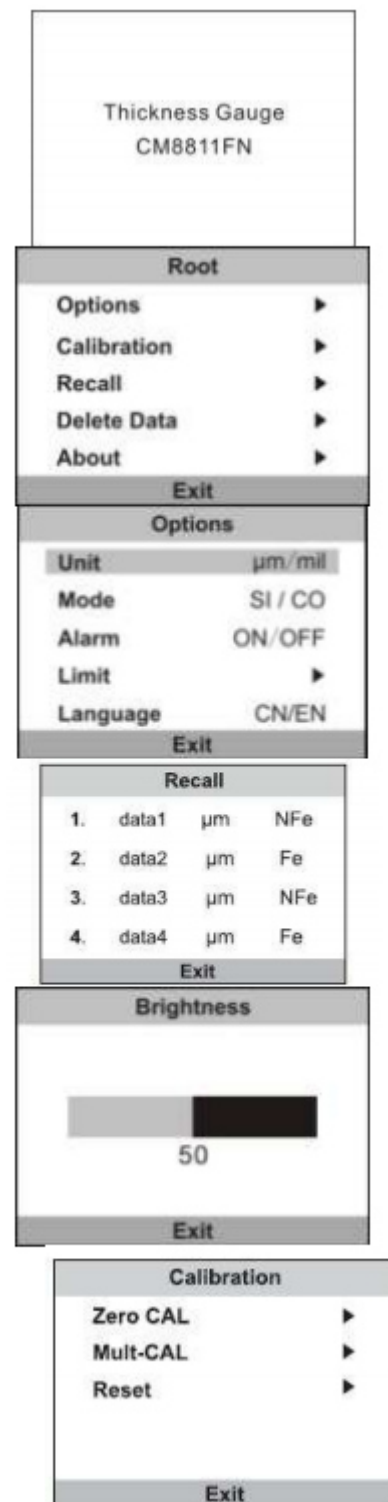 Thickness Gauge
CM8811FN
Root
Options ▶
Calibration ▶
Recall ▶
Delete Data ▶
About ▶
Exit
Options
Unit μm/mil
Mode SI / CO
Alarm ON/OFF
Limit ▶
Language CN/EN
Exit
Recall
1. data1 μm NFe
2. data2 μm Fe
3. data3 μm NFe
4. data4 μm Fe
Exit
Brightness
50
Exit
Calibration
Zero CAL ▶
Mult-CAL ▶
Reset ▶
Exit